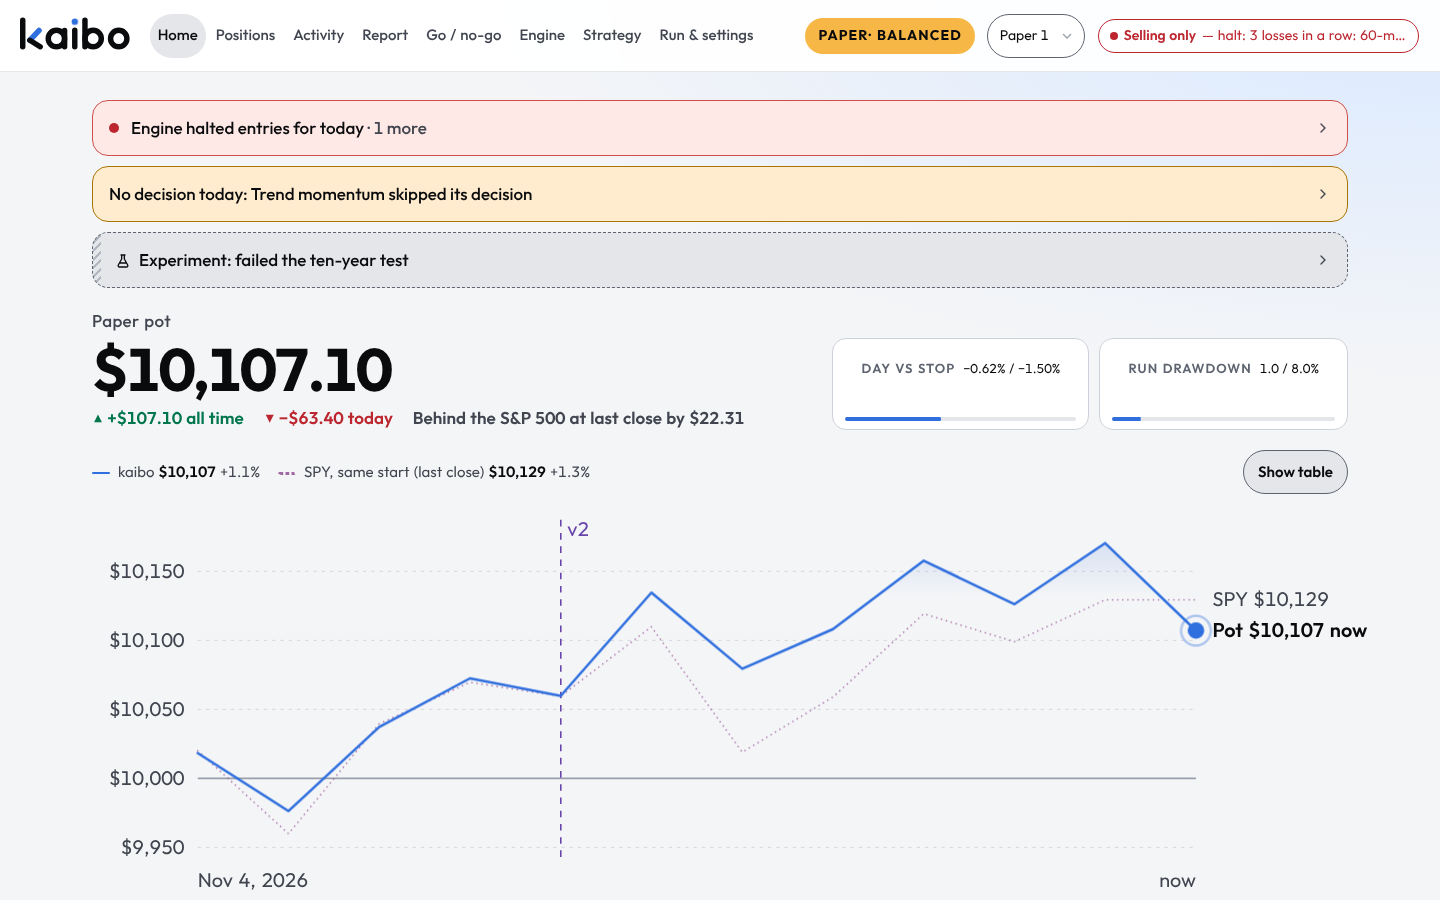 kaibo
Home Positions Activity Report Go / no-go Engine Strategy Run & settings PAPER· BALANCED Paper 1 Selling only — halt: 3 losses in a row: 60-m...
Engine halted entries for today · 1 more
No decision today: Trend momentum skipped its decision
Experiment: failed the ten-year test
Paper pot
$10,107.10
▲ +$107.10 all time ▼ −$63.40 today Behind the S&P 500 at last close by $22.31
DAY VS STOP −0.62% / −1.50%
RUN DRAWDOWN 1.0 / 8.0%
kaibo $10,107 +1.1% SPY, same start (last close) $10,129 +1.3%
Show table
v2
$10,150
SPY $10,129
Pot $10,107 now
$10,100
$10,050
$10,000
$9,950
Nov 4, 2026 now